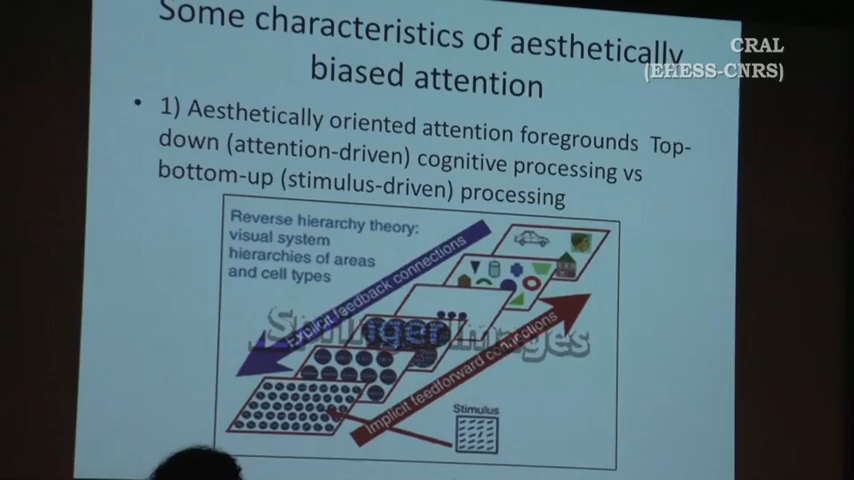 Some characteristics of aesthetically
biased attention
CRAL
(EHESS-CNRS)
• 1) Aesthetically oriented attention foregrounds Top-
down (attention-driven) cognitive processing vs
bottom-up (stimulus-driven) processing
Reverse hierarchy theory:
visual system
hierarchies of areas
and cell types
Explicit feedback connections
Springer Images
Implicit feedforward connections
Stimulus